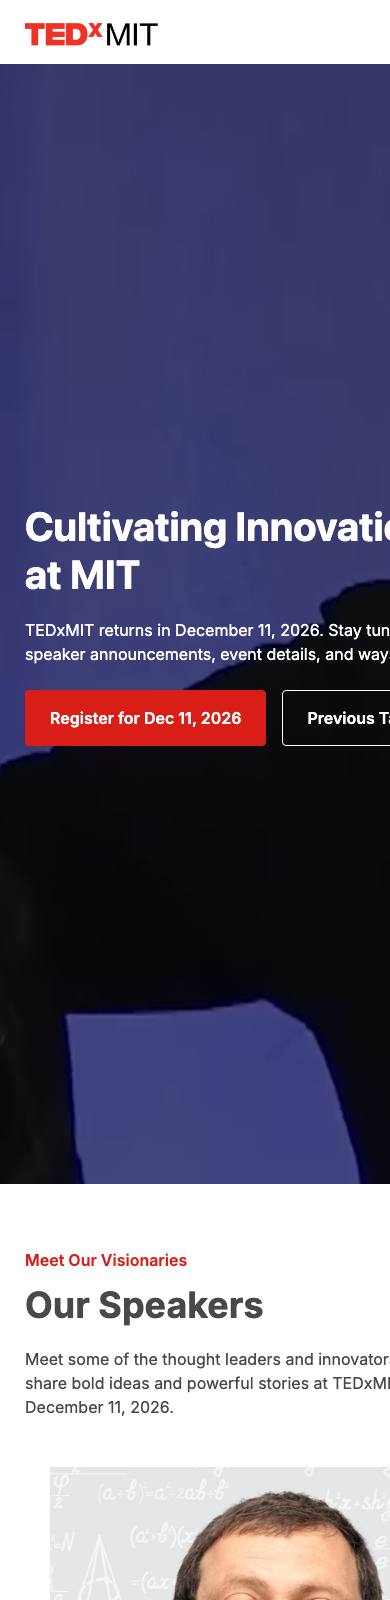 TEDxMIT
Cultivating Innovatio
at MIT
TEDxMIT returns in December 11, 2026. Stay tun
speaker announcements, event details, and way
Register for Dec 11, 2026
Previous Ta
Meet Our Visionaries
Our Speakers
Meet some of the thought leaders and innovator
share bold ideas and powerful stories at TEDxMI
December 11, 2026.